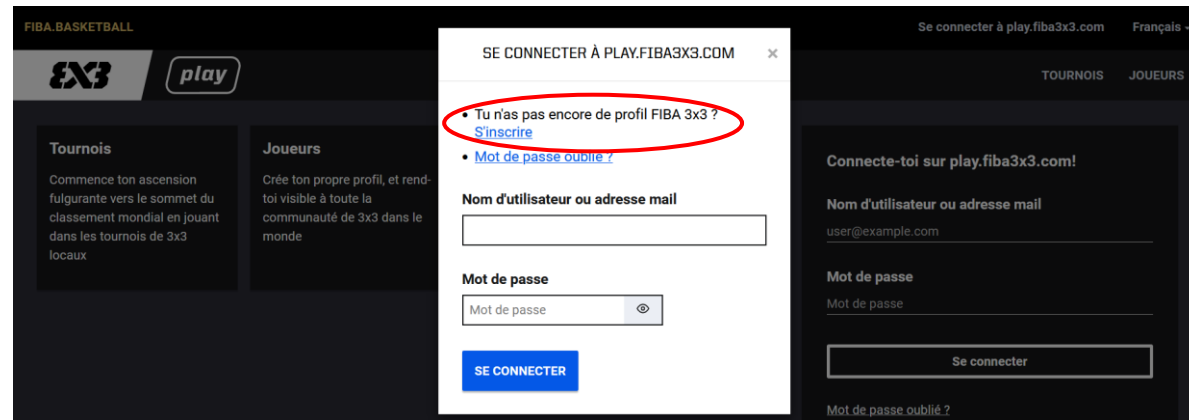 FIBA.BASKETBALL
Se connecter à play.fiba3x3.com
Français
3X3
play
TOURNOIS
JOUEURS
Tournois
Commence ton ascension
fulgurante vers le sommet du
classement mondial en jouant
dans les tournois de 3x3
locaux
Joueurs
Crée ton propre profil, et rend-
toi visible à toute la
communauté de 3x3 dans le
monde
SE CONNECTER À PLAY.FIBA3X3.COM
×
• Tu n'as pas encore de profil FIBA 3x3 ?
S'inscrire
• Mot de passe oublié ?
Nom d'utilisateur ou adresse mail
Mot de passe
Mot de passe
SE CONNECTER
Connecte-toi sur play.fiba3x3.com!
Nom d'utilisateur ou adresse mail
user@example.com
Mot de passe
Mot de passe
Se connecter
Mot de passe oublié ?